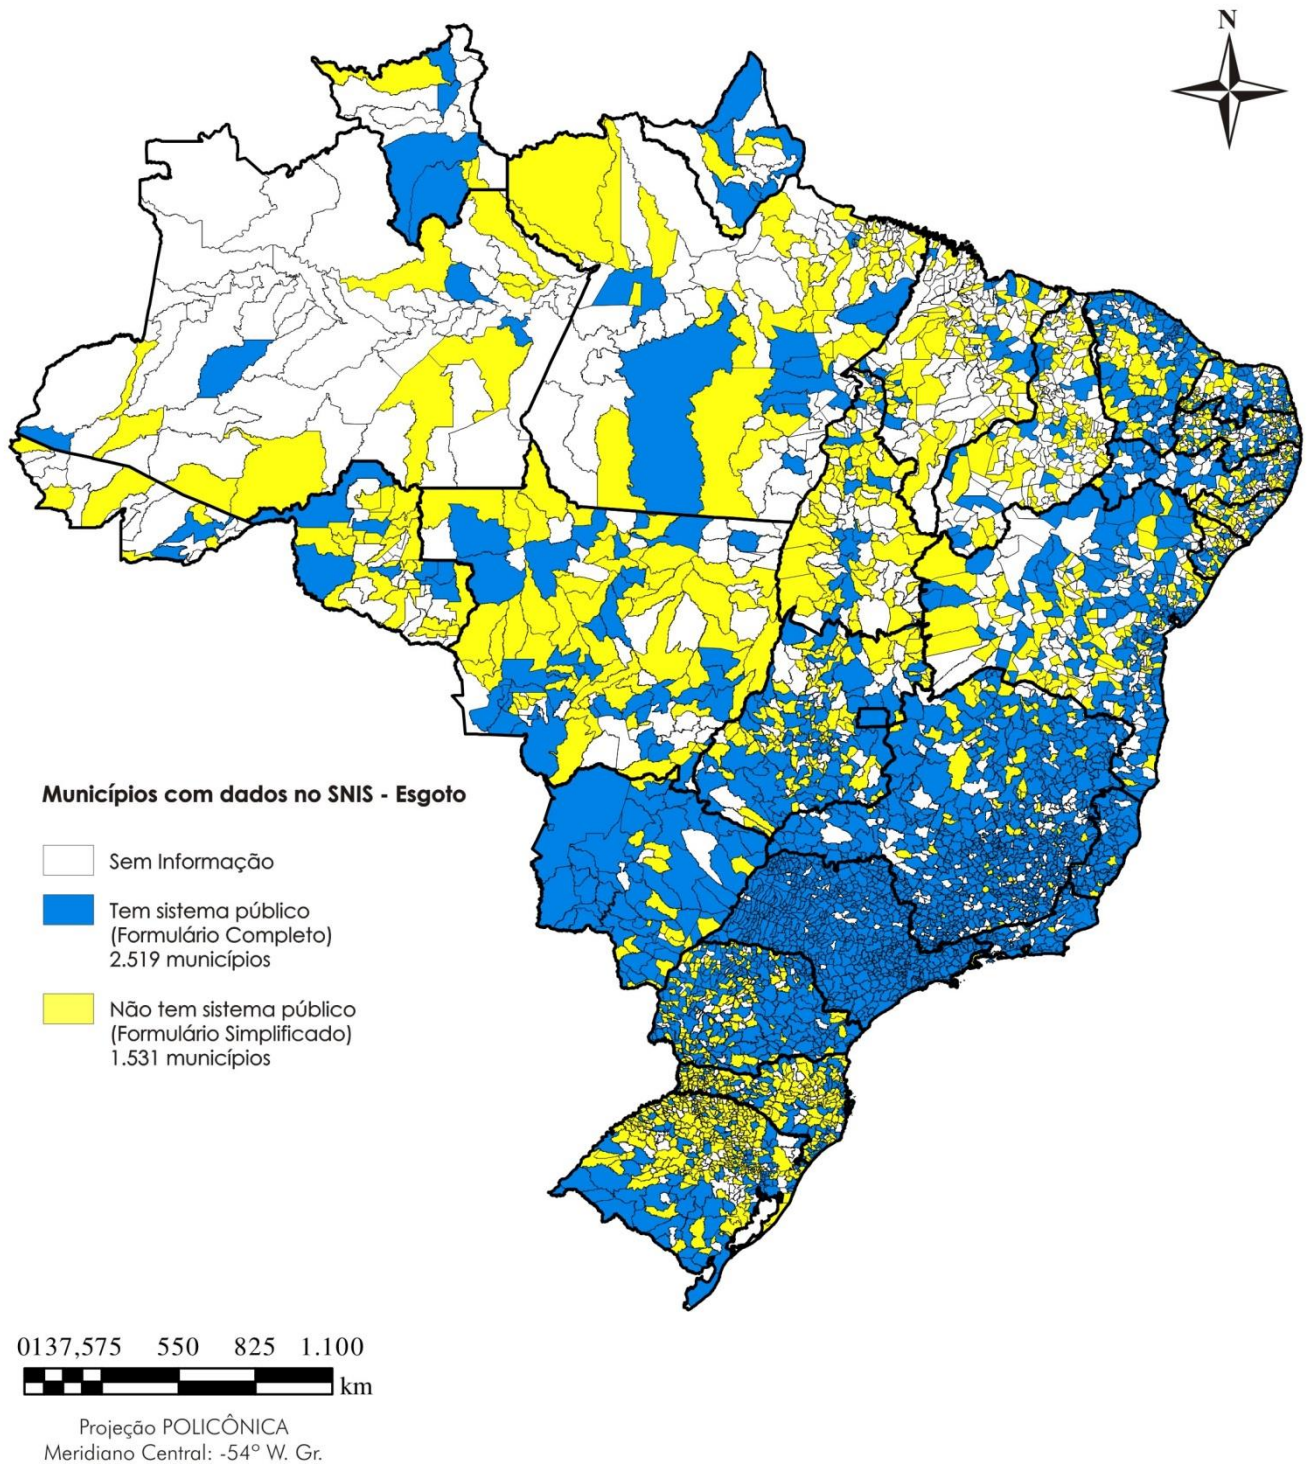 N
Municípios com dados no SNIS - Esgoto
Sem Informação
Tem sistema público
(Formulário Completo)
2.519 municípios
Não tem sistema público
(Formulário Simplificado)
1.531 municípios
0137,575 550 825 1.100
km
Projeção POLICÔNICA
Meridiano Central: -54º W. Gr.